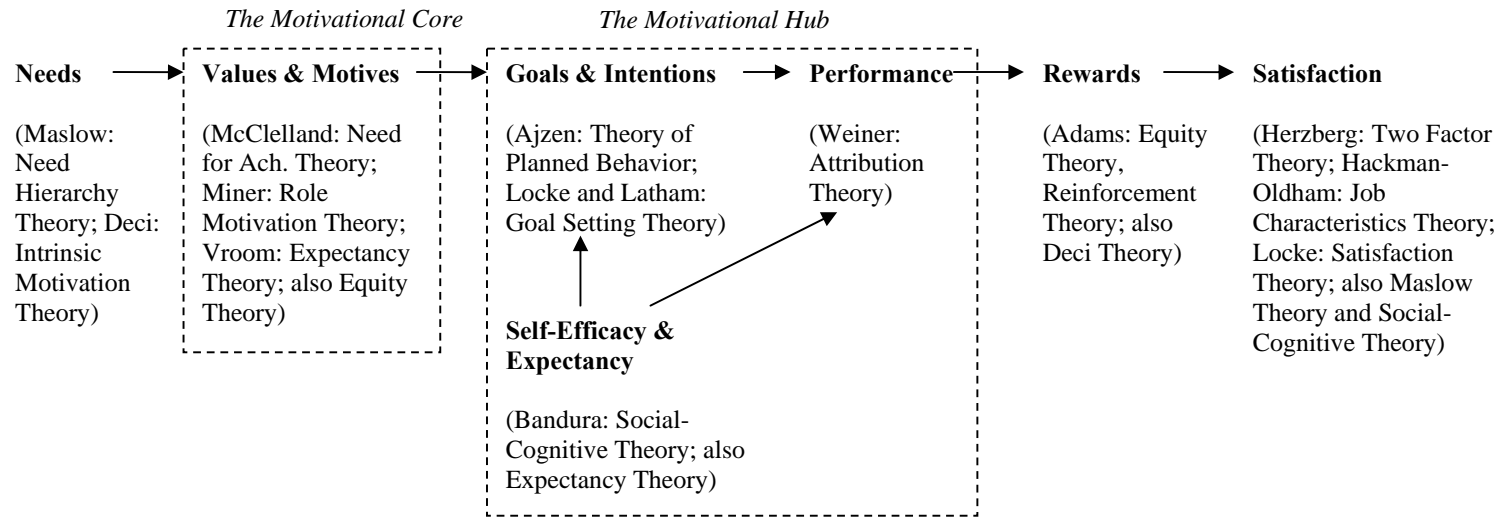 The Motivational Core
The Motivational Hub
Needs
(Maslow:
Need
Hierarchy
Theory; Deci:
Intrinsic
Motivation
Theory)
Values & Motives
(McClelland: Need
for Ach. Theory;
Miner: Role
Motivation Theory;
Vroom: Expectancy
Theory; also Equity
Theory)
Goals & Intentions
(Ajzen: Theory of
Planned Behavior;
Locke and Latham:
Goal Setting Theory)
Self-Efficacy &
Expectancy
(Bandura: Social-
Cognitive Theory; also
Expectancy Theory)
Performance
(Weiner:
Attribution
Theory)
Rewards
(Adams: Equity
Theory,
Reinforcement
Theory; also
Deci Theory)
Satisfaction
(Herzberg: Two Factor
Theory; Hackman-
Oldham: Job
Characteristics Theory;
Locke: Satisfaction
Theory; also Maslow
Theory and Social-
Cognitive Theory)